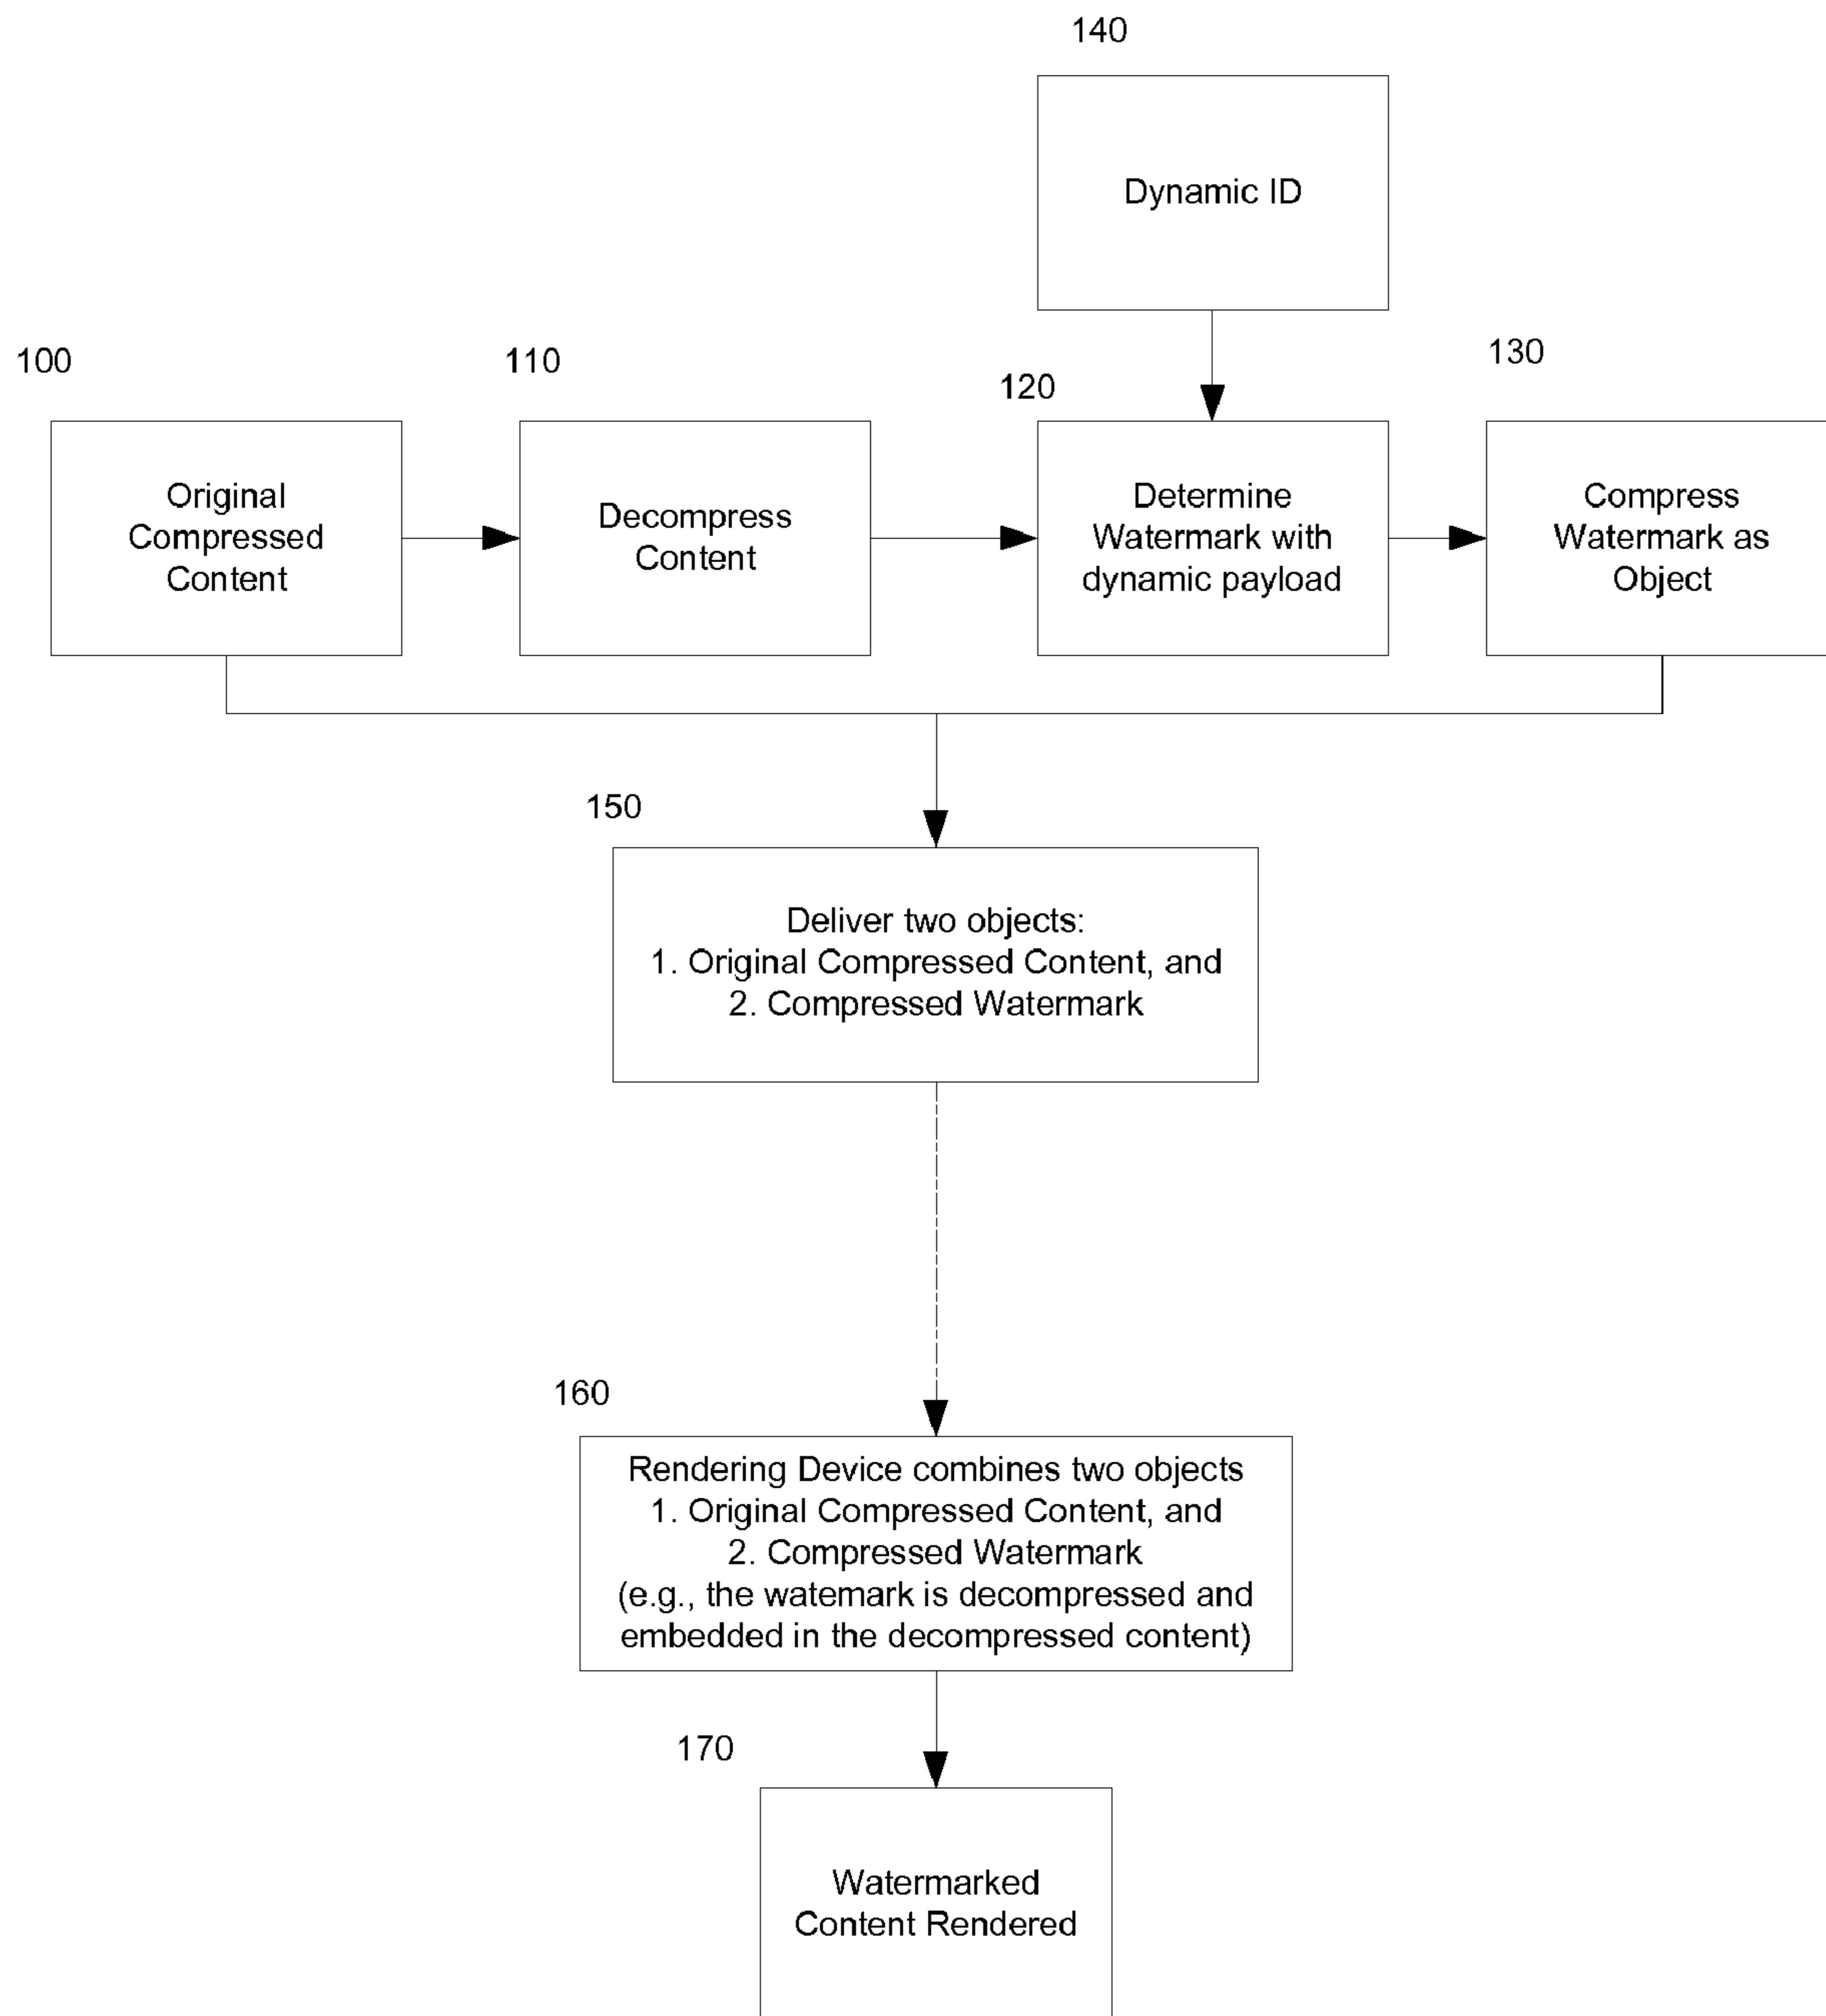 140
Dynamic ID
100
110
120
130
Original
Compressed
Content
Decompress
Content
Determine
Watermark with
dynamic payload
Compress
Watermark as
Object
150
Deliver two objects:
1. Original Compressed Content, and
2. Compressed Watermark
160
Rendering Device combines two objects
1. Original Compressed Content, and
2. Compressed Watermark
(e.g., the watemark is decompressed and
embedded in the decompressed content)
170
Watermarked
Content Rendered